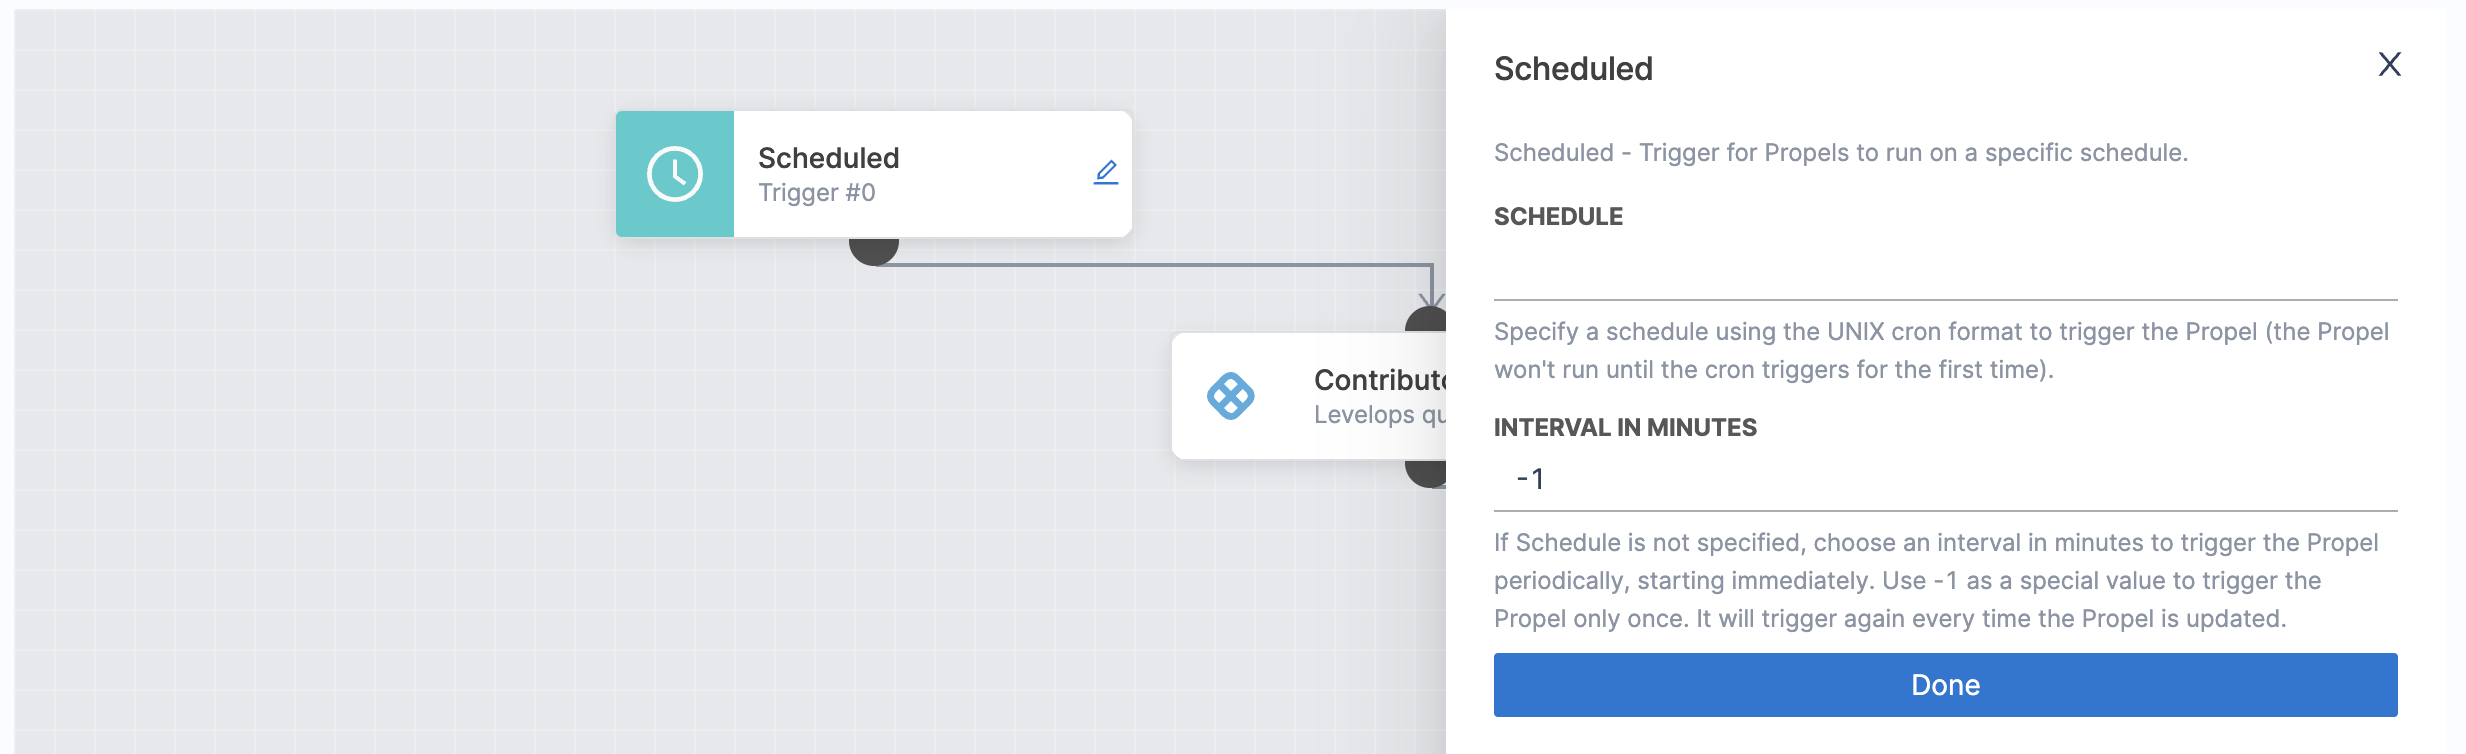 Scheduled
Trigger #0
Levelops
Scheduled
X
Scheduled - Trigger for Propels to run on a specific schedule.
SCHEDULE
Specify a schedule using the UNIX cron format to trigger the Propel (the Propel
won't run until the cron triggers for the first time).
INTERVAL IN MINUTES
-1
If Schedule is not specified, choose an interval in minutes to trigger the Propel
periodically, starting immediately. Use -1 as a special value to trigger the
Propel only once. It will trigger again every time the Propel is updated.
Done